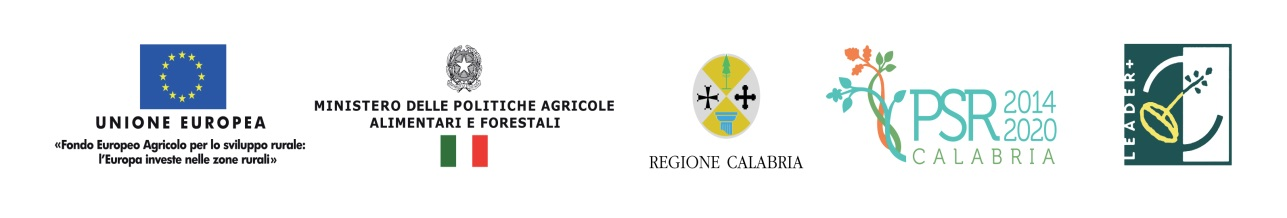 UNIONE EUROPEA
«Fondo Europeo Agricolo per lo sviluppo rurale:
l'Europa investe nelle zone rurali»
MINISTERO DELLE POLITICHE AGRICOLE
ALIMENTARI E FORESTALI
REGIONE CALABRIA
PSR 2014
2020
CALABRIA
LEADER+